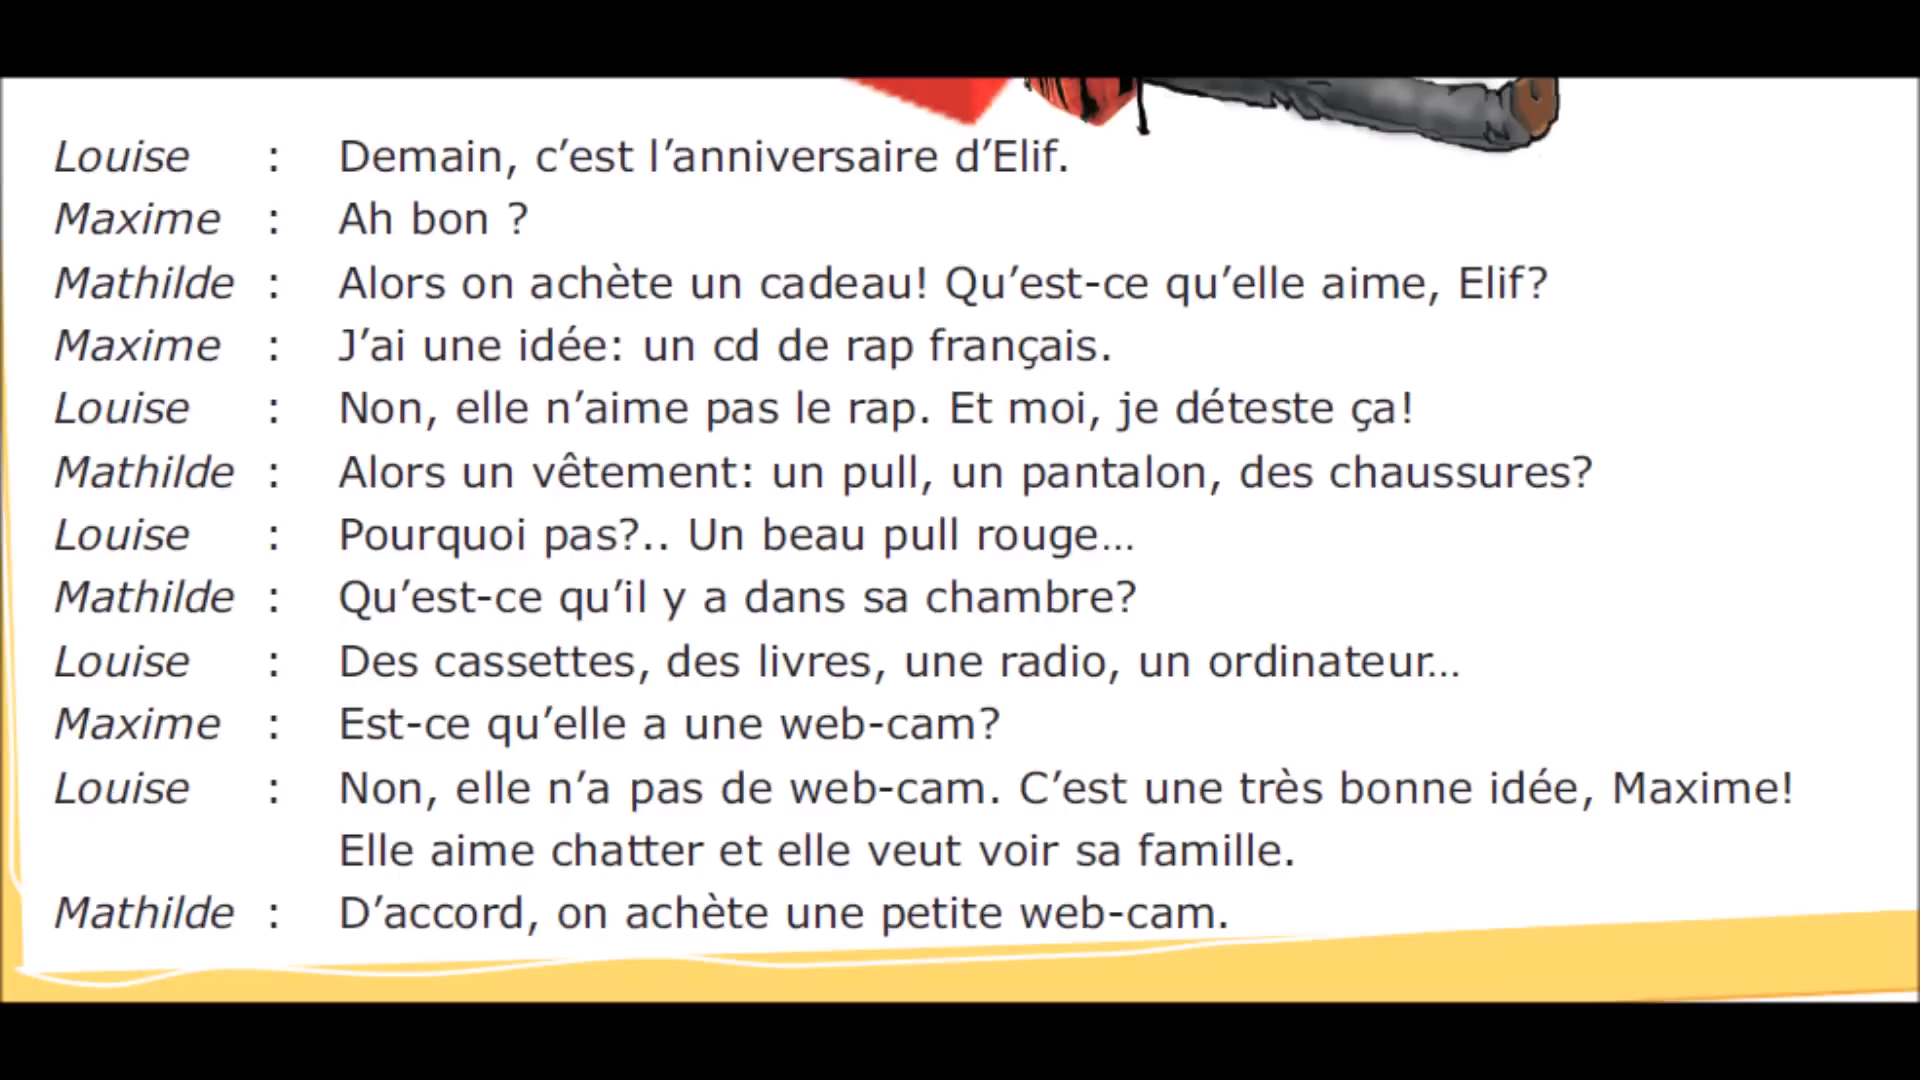 Louise : Demain, c’est l’anniversaire d’Elif.
Maxime : Ah bon ?
Mathilde : Alors on achète un cadeau! Qu’est-ce qu’elle aime, Elif?
Maxime : J’ai une idée: un cd de rap français.
Louise : Non, elle n’aime pas le rap. Et moi, je déteste ça!
Mathilde : Alors un vêtement: un pull, un pantalon, des chaussures?
Louise : Pourquoi pas?.. Un beau pull rouge…
Mathilde : Qu’est-ce qu’il y a dans sa chambre?
Louise : Des cassettes, des livres, une radio, un ordinateur…
Maxime : Est-ce qu’elle a une web-cam?
Louise : Non, elle n’a pas de web-cam. C’est une très bonne idée, Maxime!
Elle aime chatter et elle veut voir sa famille.
Mathilde : D’accord, on achète une petite web-cam.